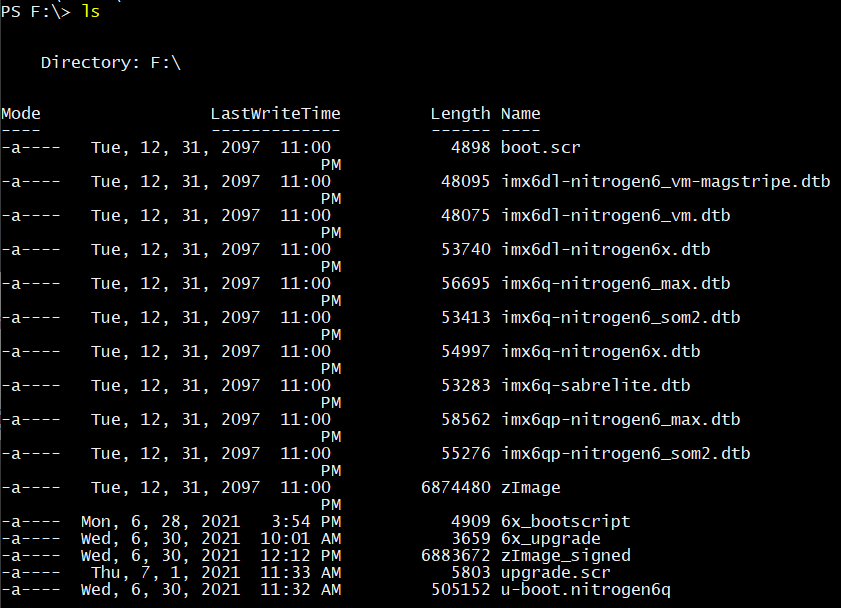 PS F:\> ls
Directory: F:\
Mode LastWriteTime Length Name
---- ------------- ------ ----
-a---- Tue, 12, 31, 2097 11:00 4898 boot.scr
PM
-a---- Tue, 12, 31, 2097 11:00 48095 imx6dl-nitrogen6_vm-magstripe.dtb
PM
-a---- Tue, 12, 31, 2097 11:00 48075 imx6dl-nitrogen6_vm.dtb
PM
-a---- Tue, 12, 31, 2097 11:00 53740 imx6dl-nitrogen6x.dtb
PM
-a---- Tue, 12, 31, 2097 11:00 56695 imx6q-nitrogen6_max.dtb
PM
-a---- Tue, 12, 31, 2097 11:00 53413 imx6q-nitrogen6_som2.dtb
PM
-a---- Tue, 12, 31, 2097 11:00 54997 imx6q-nitrogen6x.dtb
PM
-a---- Tue, 12, 31, 2097 11:00 53283 imx6q-sabrelite.dtb
PM
-a---- Tue, 12, 31, 2097 11:00 58562 imx6qp-nitrogen6_max.dtb
PM
-a---- Tue, 12, 31, 2097 11:00 55276 imx6qp-nitrogen6_som2.dtb
PM
-a---- Tue, 12, 31, 2097 11:00 6874480 zImage
PM
-a---- Mon, 6, 28, 2021 3:54 PM 4909 6x_bootscript
-a---- Wed, 6, 30, 2021 10:01 AM 3659 6x_upgrade
-a---- Wed, 6, 30, 2021 12:12 PM 6883672 zImage_signed
-a---- Thu, 7, 1, 2021 11:33 AM 5803 upgrade.scr
-a---- Wed, 6, 30, 2021 11:32 AM 505152 u-boot.nitrogen6q